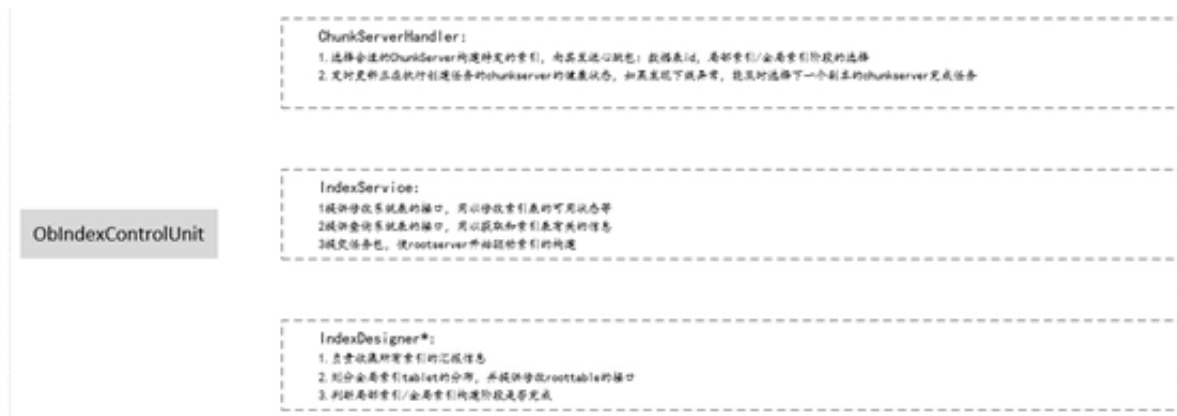 ChunkServerHandler:
1.选择合适的ChunkServer构建特定的索引，向其发送心跳包：数据表id，局部索引/全局索引阶段的选择
2.及时更新正在执行创建任务的chunkserver的健康状态，如其发现下线异常，能及时选择下一个副本的chunkserver完成任务
IndexService:
1提供修改系统表的接口，用以修改索引表的可用状态等
2提供查询系统表的接口，用以获取和索引表有关的信息
3提交任务包，使rootserver开始驱动索引的构建
ObIndexControlUnit
IndexDesigner*:
1.负责收集所有索引的汇报信息
2.划分全局索引tablet的分布，并提供修改roottable的接口
3.判断局部索引/全局索引构建阶段是否完成